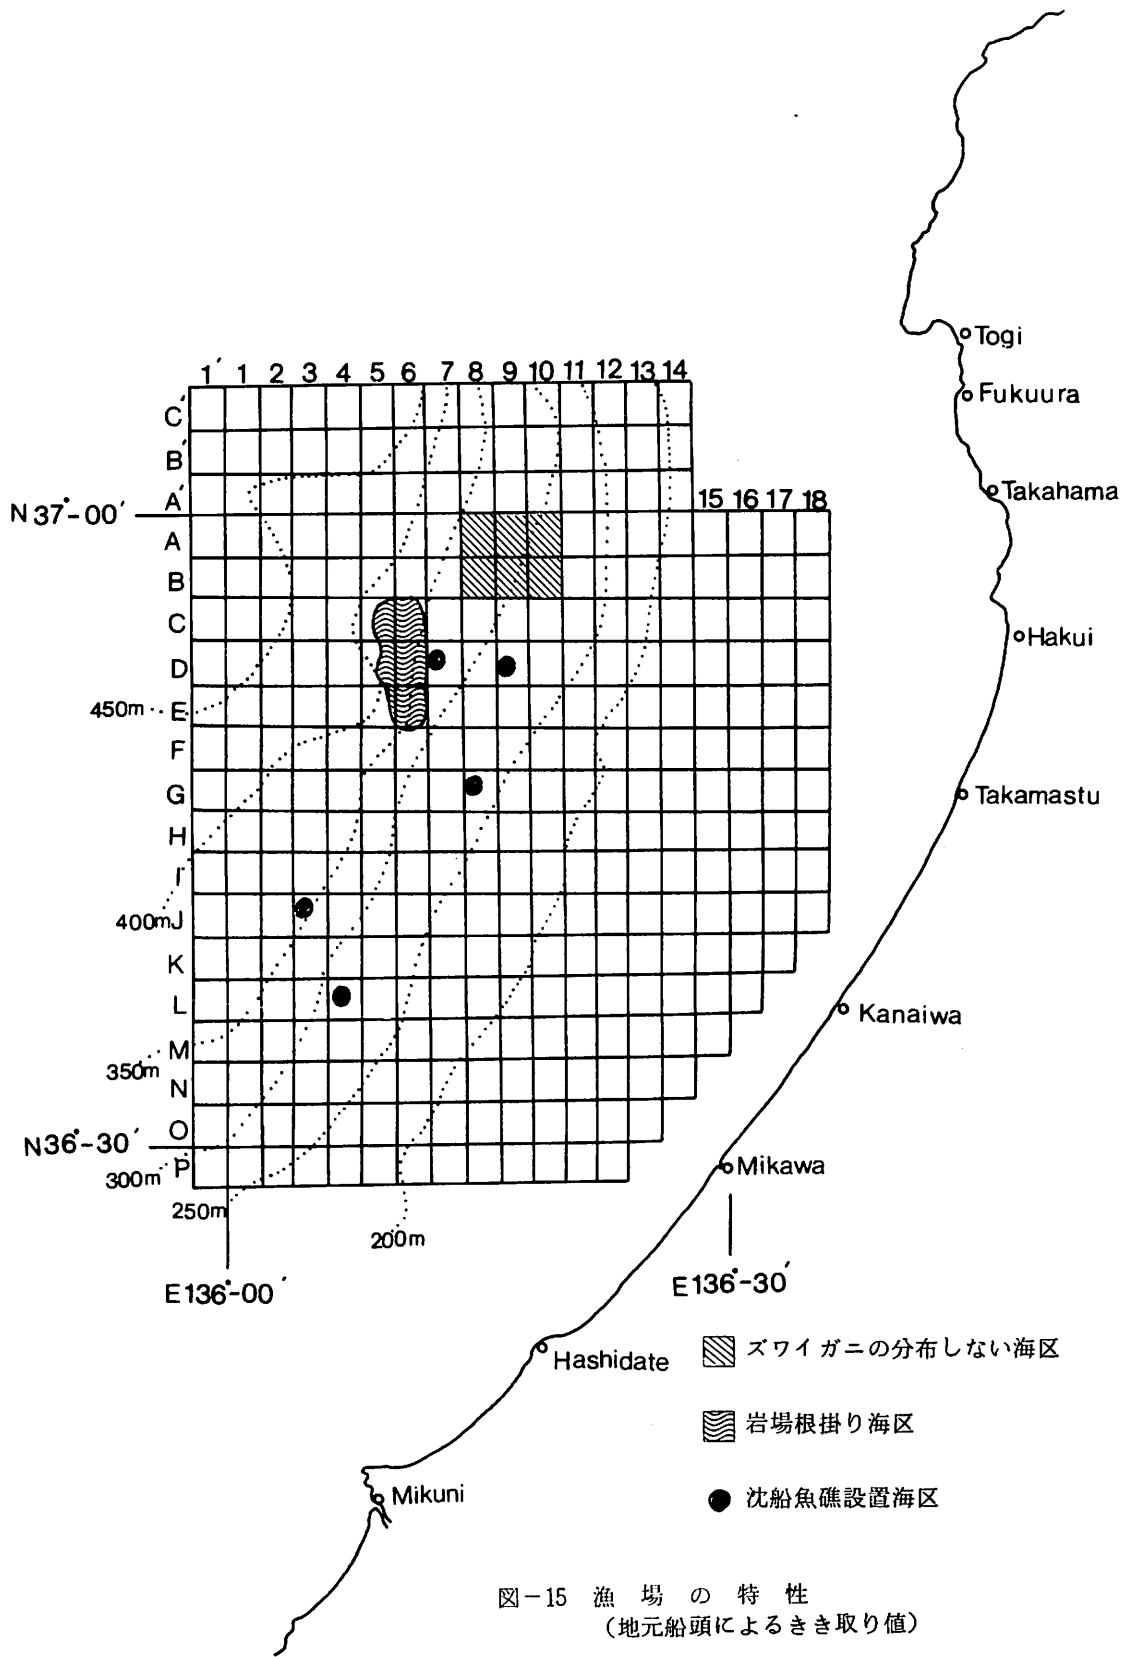 1′ 1 2 3 4 5 6 7 8 9 10 11 12 13 14
C′
B′
A′
N 37°-00′
15 16 17 18
A
B
C
D
E
450m
F
G
H
I
J
400m
K
L
M
350m
N
O
N36°-30′
P
300m
250m
200m
E136°-00′
E136°-30′
Togi
Fukuura
Takahama
Hakui
Takamastu
Kanaiwa
Mikawa
Hashidate
Mikuni
ズワイガニの分布しない海区
岩場根掛り海区
沈船魚礁設置海区
図-15 漁場の特性
(地元船頭によるきき取り値)